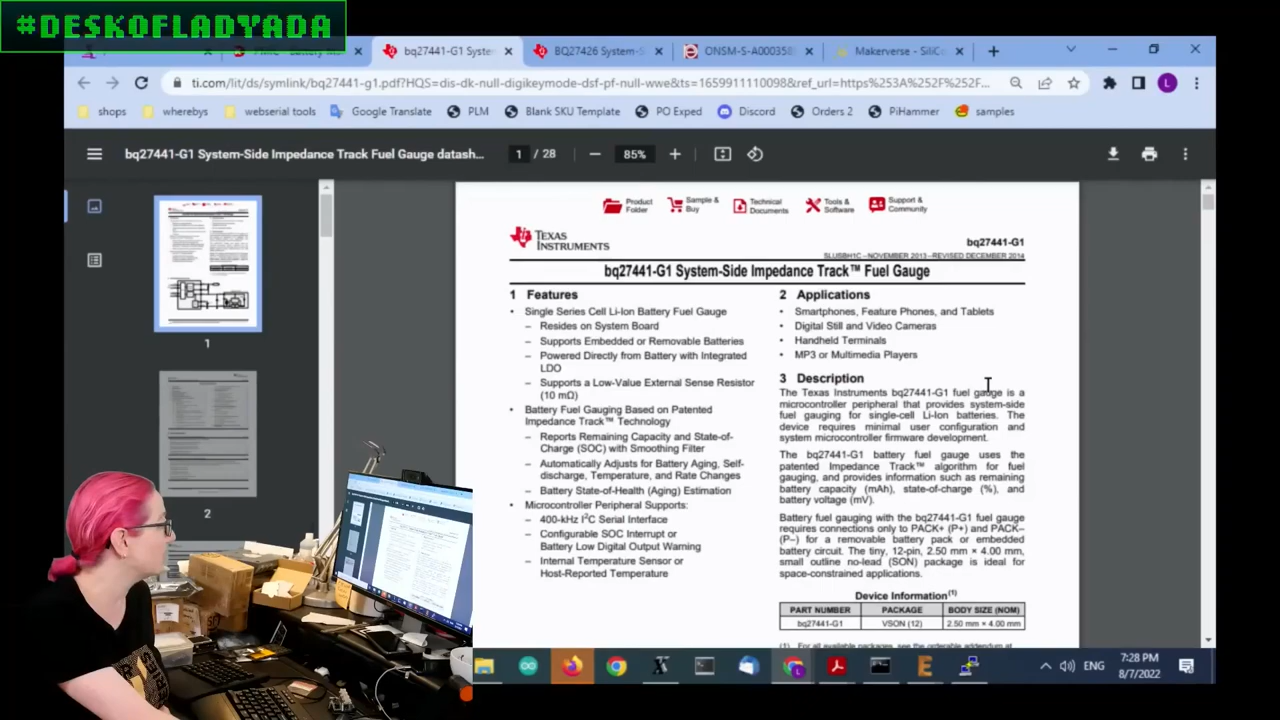 #DESKOFLADYADA
bq27441-G1 Syste
BQ27426 System-S
ONSM-S-A000358
Makerverse - SiliC
ti.com/lit/ds/symlink/bq27441-g1.pdf?HQS=dis-dk-null-digikeymode-dsf-pf-null-wwe&ts=1659911110098&ref_url=https%253A%252F%252F...
shops
wherebys
webserial tools
Google Translate
PLM
Blank SKU Template
PO Exped
Discord
Orders 2
PiHammer
samples
bq27441-G1 System-Side Impedance Track Fuel Gauge datash...
1 / 28
85%
1
2
Product Folder
Sample & Buy
Technical Documents
Tools & Software
Support & Community
TEXAS INSTRUMENTS
bq27441-G1
SLUSBH1C – NOVEMBER 2013 – REVISED DECEMBER 2014
bq27441-G1 System-Side Impedance Track™ Fuel Gauge
1 Features
• Single Series Cell Li-Ion Battery Fuel Gauge
– Resides on System Board
– Supports Embedded or Removable Batteries
– Powered Directly from Battery with Integrated
LDO
– Supports a Low-Value External Sense Resistor
(10 mΩ)
• Battery Fuel Gauging Based on Patented
Impedance Track™ Technology
– Reports Remaining Capacity and State-of-
Charge (SOC) with Smoothing Filter
– Automatically Adjusts for Battery Aging, Self-
discharge, Temperature, and Rate Changes
– Battery State-of-Health (Aging) Estimation
• Microcontroller Peripheral Supports:
– 400-kHz I²C Serial Interface
– Configurable SOC Interrupt or
Battery Low Digital Output Warning
– Internal Temperature Sensor or
Host-Reported Temperature
2 Applications
• Smartphones, Feature Phones, and Tablets
• Digital Still and Video Cameras
• Handheld Terminals
• MP3 or Multimedia Players
3 Description
The Texas Instruments bq27441-G1 fuel gauge is a
microcontroller peripheral that provides system-side
fuel gauging for single-cell Li-Ion batteries. The
device requires minimal user configuration and
system microcontroller firmware development.
The bq27441-G1 battery fuel gauge uses the
patented Impedance Track™ algorithm for fuel
gauging, and provides information such as remaining
battery capacity (mAh), state-of-charge (%), and
battery voltage (mV).
Battery fuel gauging with the bq27441-G1 fuel gauge
requires connections only to PACK+ (P+) and PACK–
(P–) for a removable battery pack or embedded
battery circuit. The tiny, 12-pin, 2.50 mm × 4.00 mm,
small outline no-lead (SON) package is ideal for
space-constrained applications.
Device Information(1)
PART NUMBER PACKAGE BODY SIZE (NOM)
bq27441-G1 VSON (12) 2.50 mm × 4.00 mm
(1) For all available packages, see the orderable addendum at
ENG
7:28 PM
8/7/2022